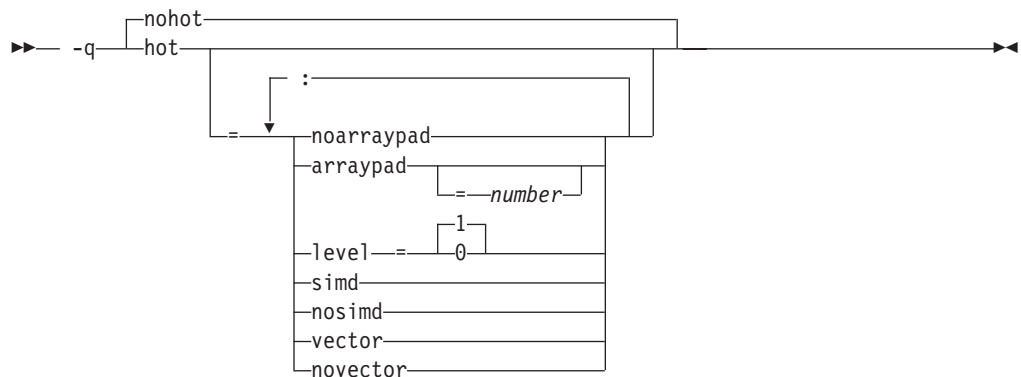 nohot
-q hot
:
= noarraypad
arraypad
= number
1
level = 0
simd
nosimd
vector
novector